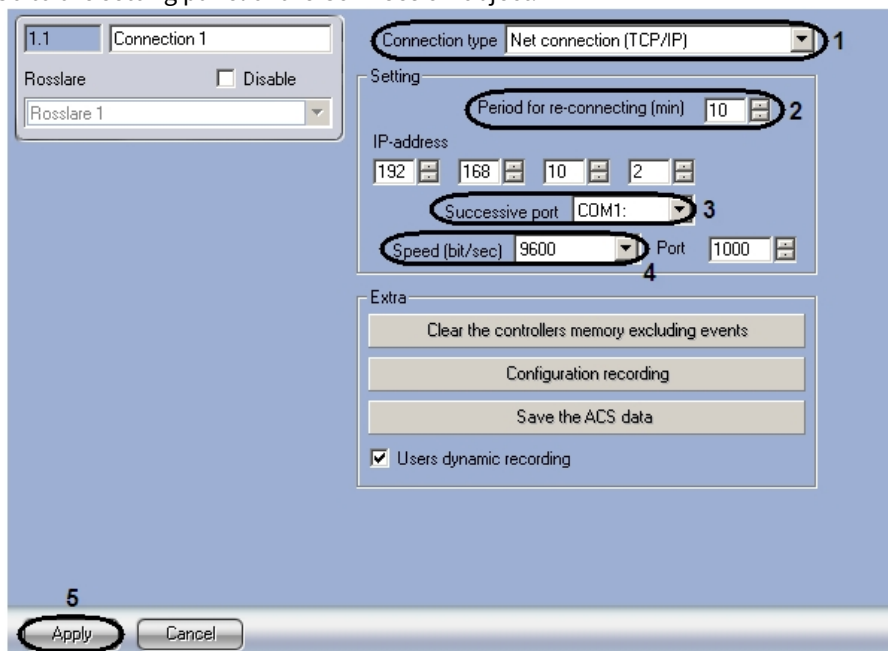 1.1 Connection 1
Rosslare Disable
Rosslare 1
Connection type Net connection (TCP/IP) 1
Setting
Period for re-connecting (min) 10 2
IP-address
192 168 10 2
Successive port COM1: 3
Speed (bit/sec) 9600 Port 1000
4
Extra
Clear the controllers memory excluding events
Configuration recording
Save the ACS data
Users dynamic recording
5
Apply Cancel